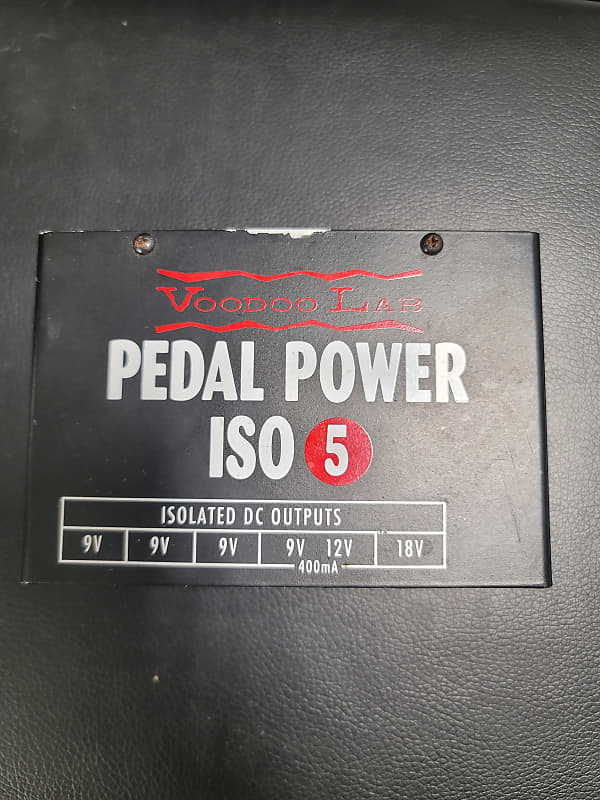 VOODOO LAB
PEDAL POWER
ISO 5
ISOLATED DC OUTPUTS
9V 9V 9V 9V 12V 18V
400mA